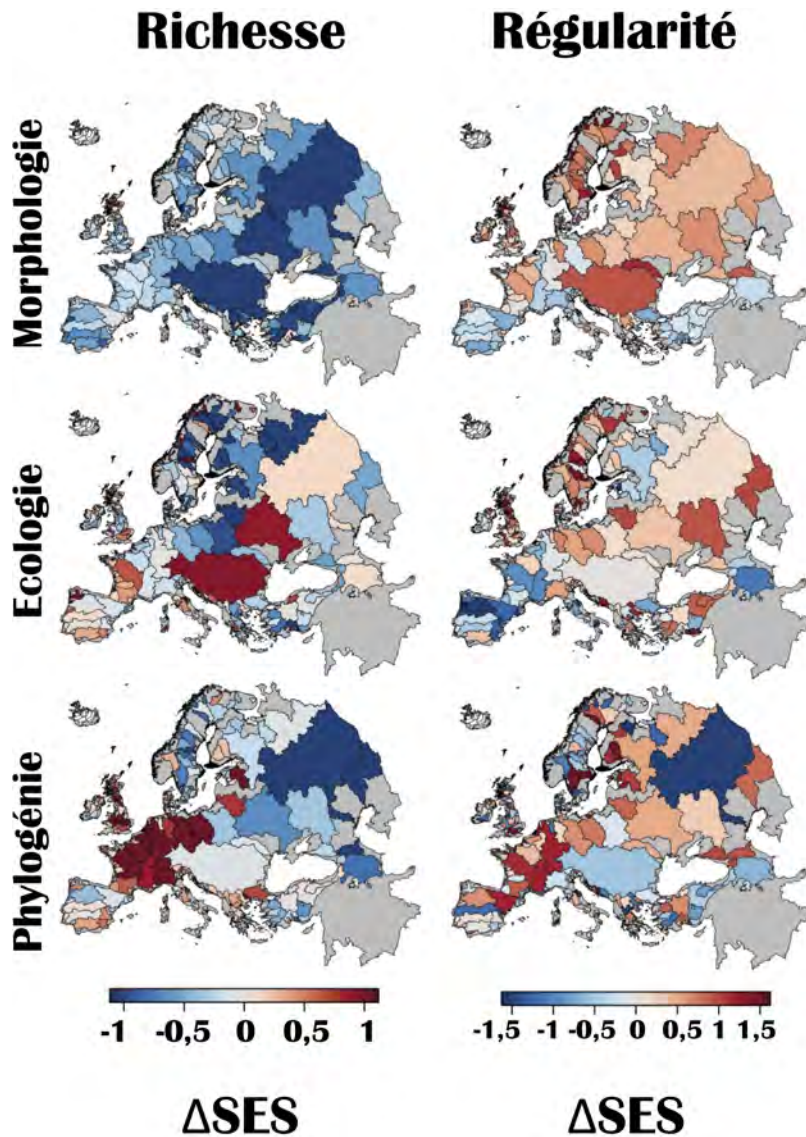 Richesse Régularité
Morphologie
Ecologie
Phylogénie
-1 -0,5 0 0,5 1
-1,5 -1 -0,5 0 0,5 1 1,5
ΔSES ΔSES